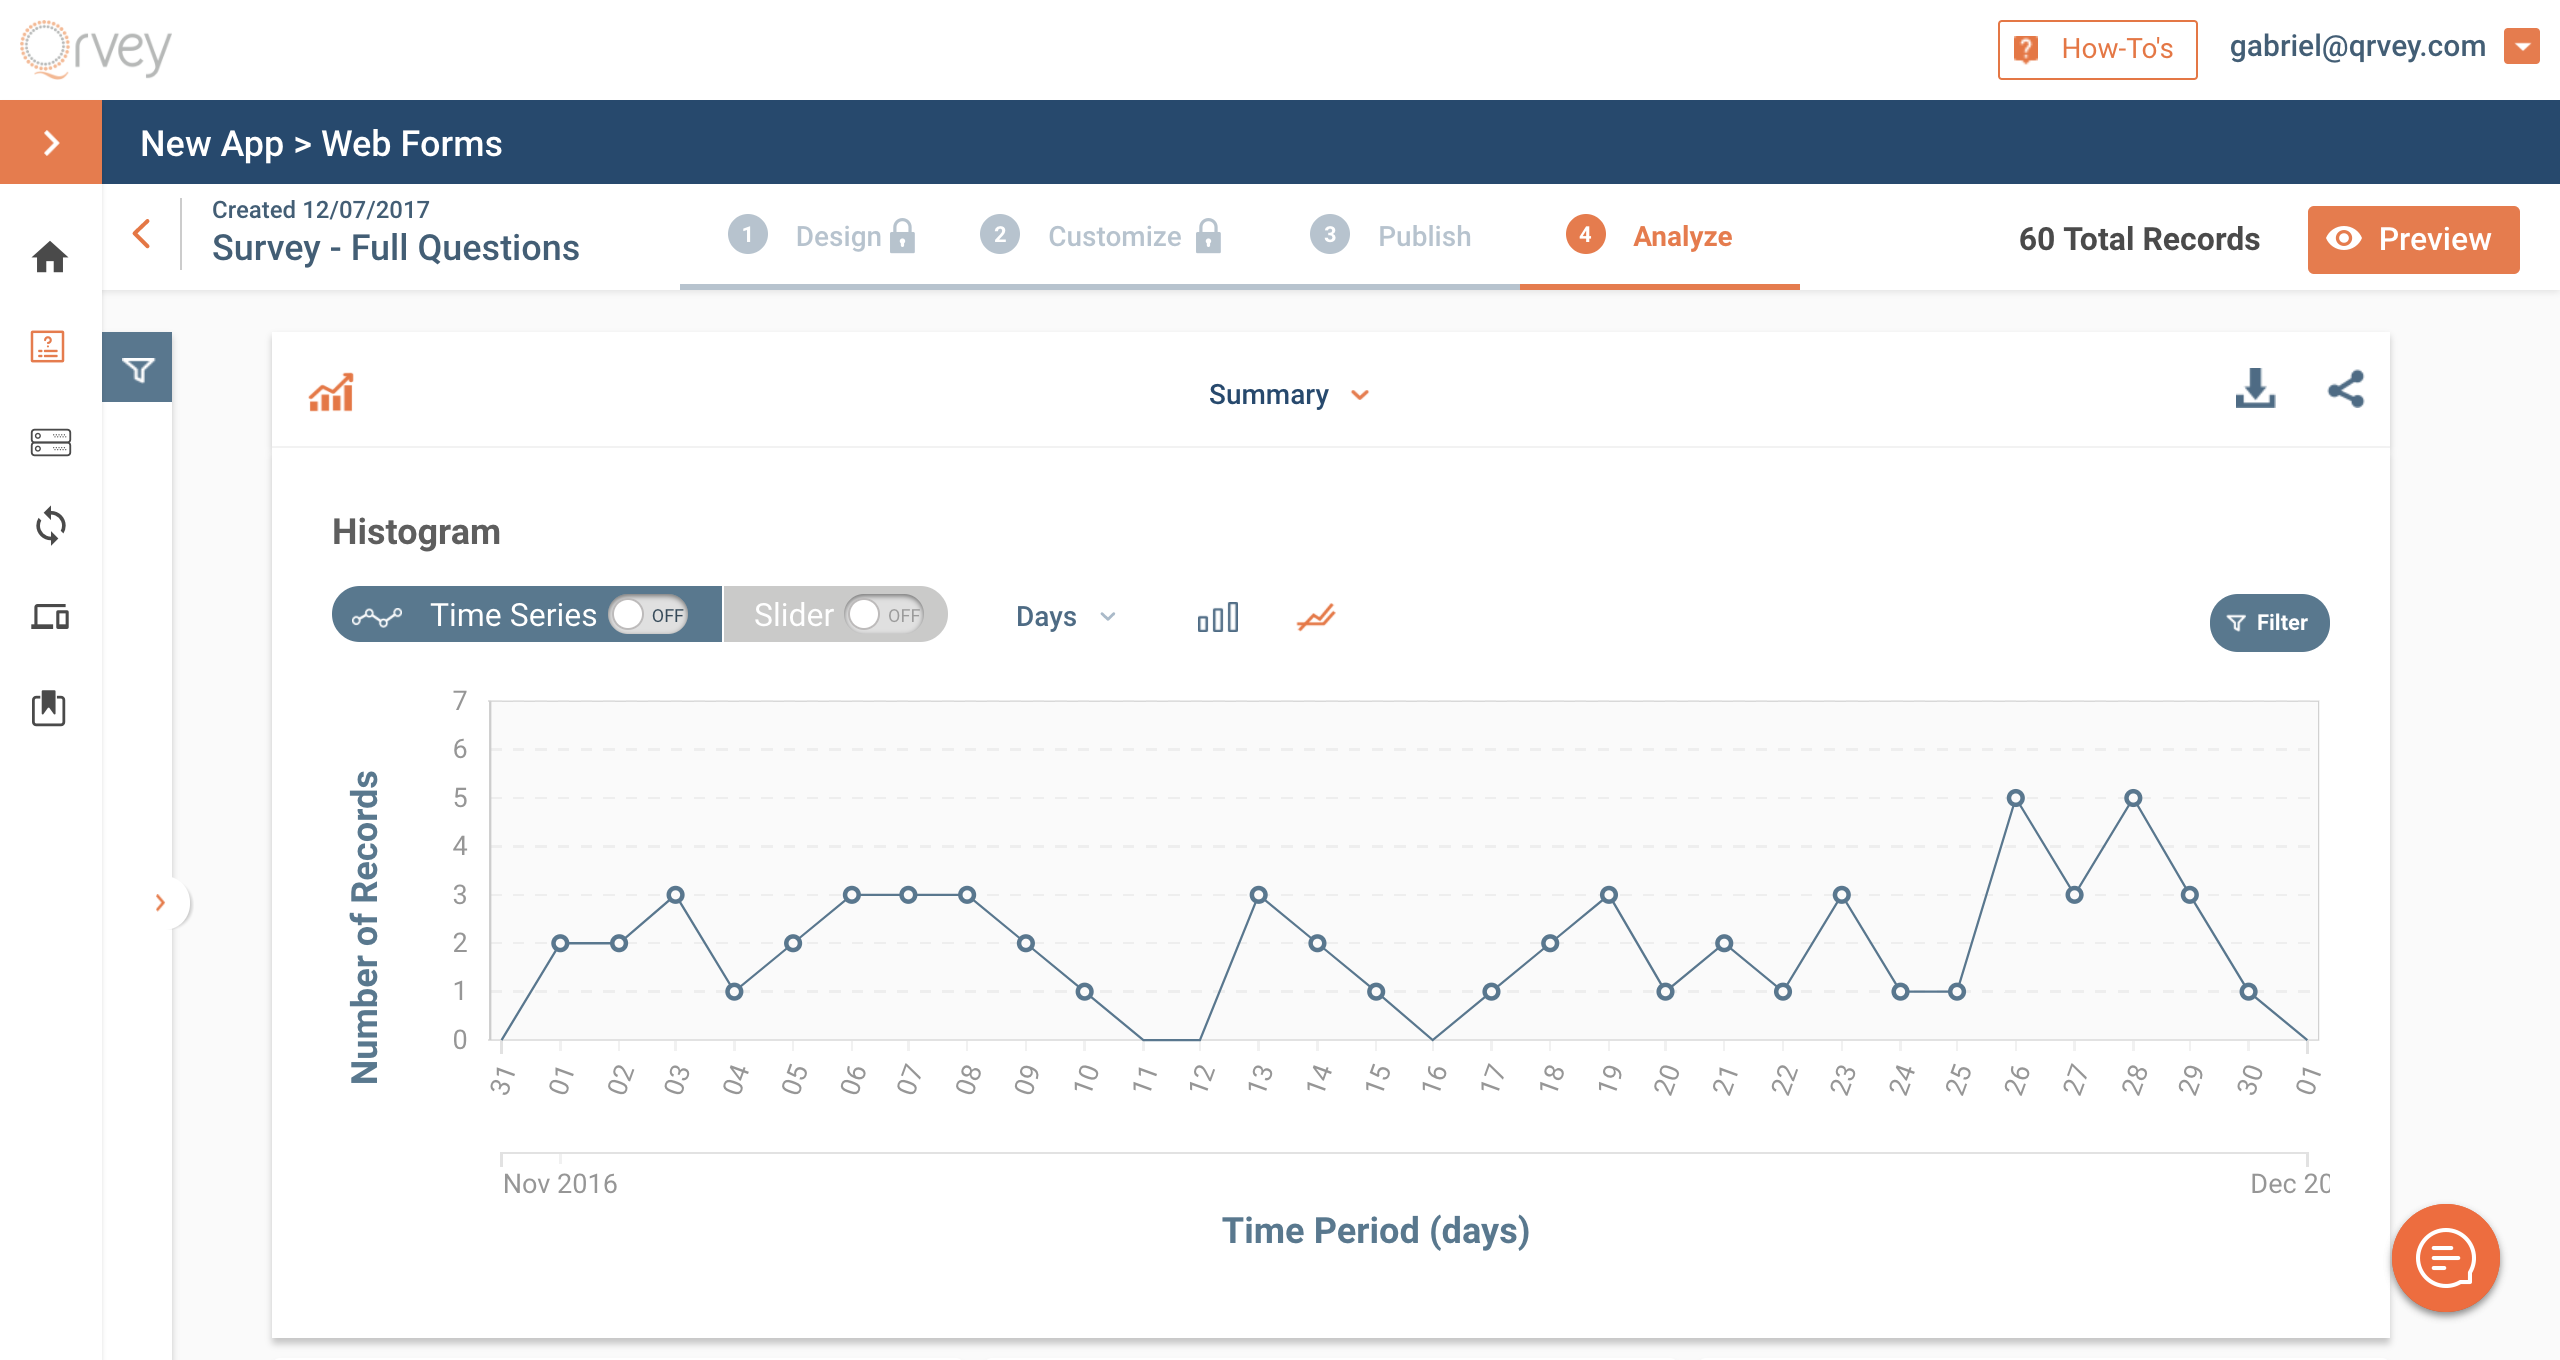 Qrvey
How-To's
gabriel@qrvey.com
New App > Web Forms
Created 12/07/2017
Survey - Full Questions
1 Design
2 Customize
3 Publish
4 Analyze
60 Total Records
Preview
Summary
Histogram
Time Series OFF
Slider OFF
Days
Filter
Number of Records
7
6
5
4
3
2
1
0
31 01 02 03 04 05 06 07 08 09 10 11 12 13 14 15 16 17 18 19 20 21 22 23 24 25 26 27 28 29 30 01
Nov 2016
Dec 20
Time Period (days)